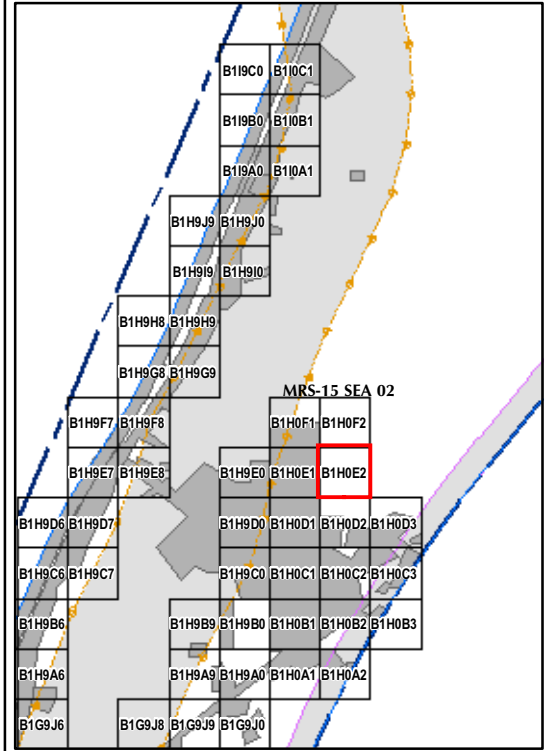 B1I9C0 B1I0C1
B1I9B0 B1I0B1
B1I9A0 B1I0A1
B1H9J9 B1H9J0
B1H9I9 B1H9I0
B1H9H8 B1H9H9
B1H9G8 B1H9G9
MRS-15 SEA 02
B1H9F7 B1H9F8 B1H0F1 B1H0F2
B1H9E7 B1H9E8 B1H9E0 B1H0E1 B1H0E2
B1H9D6 B1H9D7 B1H9D0 B1H0D1 B1H0D2 B1H0D3
B1H9C6 B1H9C7 B1H9C0 B1H0C1 B1H0C2 B1H0C3
B1H9B6 B1H9B9 B1H9B0 B1H0B1 B1H0B2 B1H0B3
B1H9A6 B1H9A9 B1H9A0 B1H0A1 B1H0A2
B1G9J6 B1G9J8 B1G9J9 B1G9J0